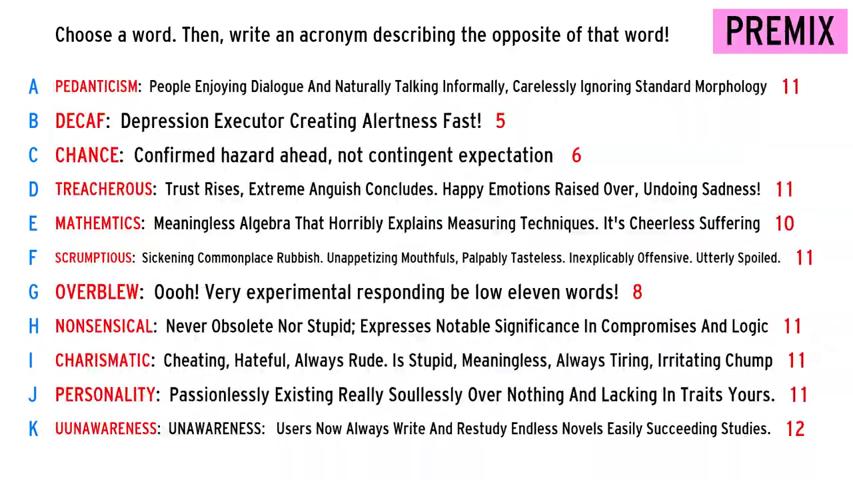 Choose a word. Then, write an acronym describing the opposite of that word!
PREMIX
A PEDANTICISM: People Enjoying Dialogue And Naturally Talking Informally, Carelessly Ignoring Standard Morphology 11
B DECAF: Depression Executor Creating Alertness Fast! 5
C CHANCE: Confirmed hazard ahead, not contingent expectation 6
D TREACHEROUS: Trust Rises, Extreme Anguish Concludes. Happy Emotions Raised Over, Undoing Sadness! 11
E MATHEMTICS: Meaningless Algebra That Horribly Explains Measuring Techniques. It's Cheerless Suffering 10
F SCRUMPTIOUS: Sickening Commonplace Rubbish. Unappetizing Mouthfuls, Palpably Tasteless. Inexplicably Offensive. Utterly Spoiled. 11
G OVERBLEW: Oooh! Very experimental responding be low eleven words! 8
H NONSENSICAL: Never Obsolete Nor Stupid; Expresses Notable Significance In Compromises And Logic 11
I CHARISMATIC: Cheating, Hateful, Always Rude. Is Stupid, Meaningless, Always Tiring, Irritating Chump 11
J PERSONALITY: Passionlessly Existing Really Soullessly Over Nothing And Lacking In Traits Yours. 11
K UUNAWARENESS: UNAWARENESS: Users Now Always Write And Restudy Endless Novels Easily Succeeding Studies. 12